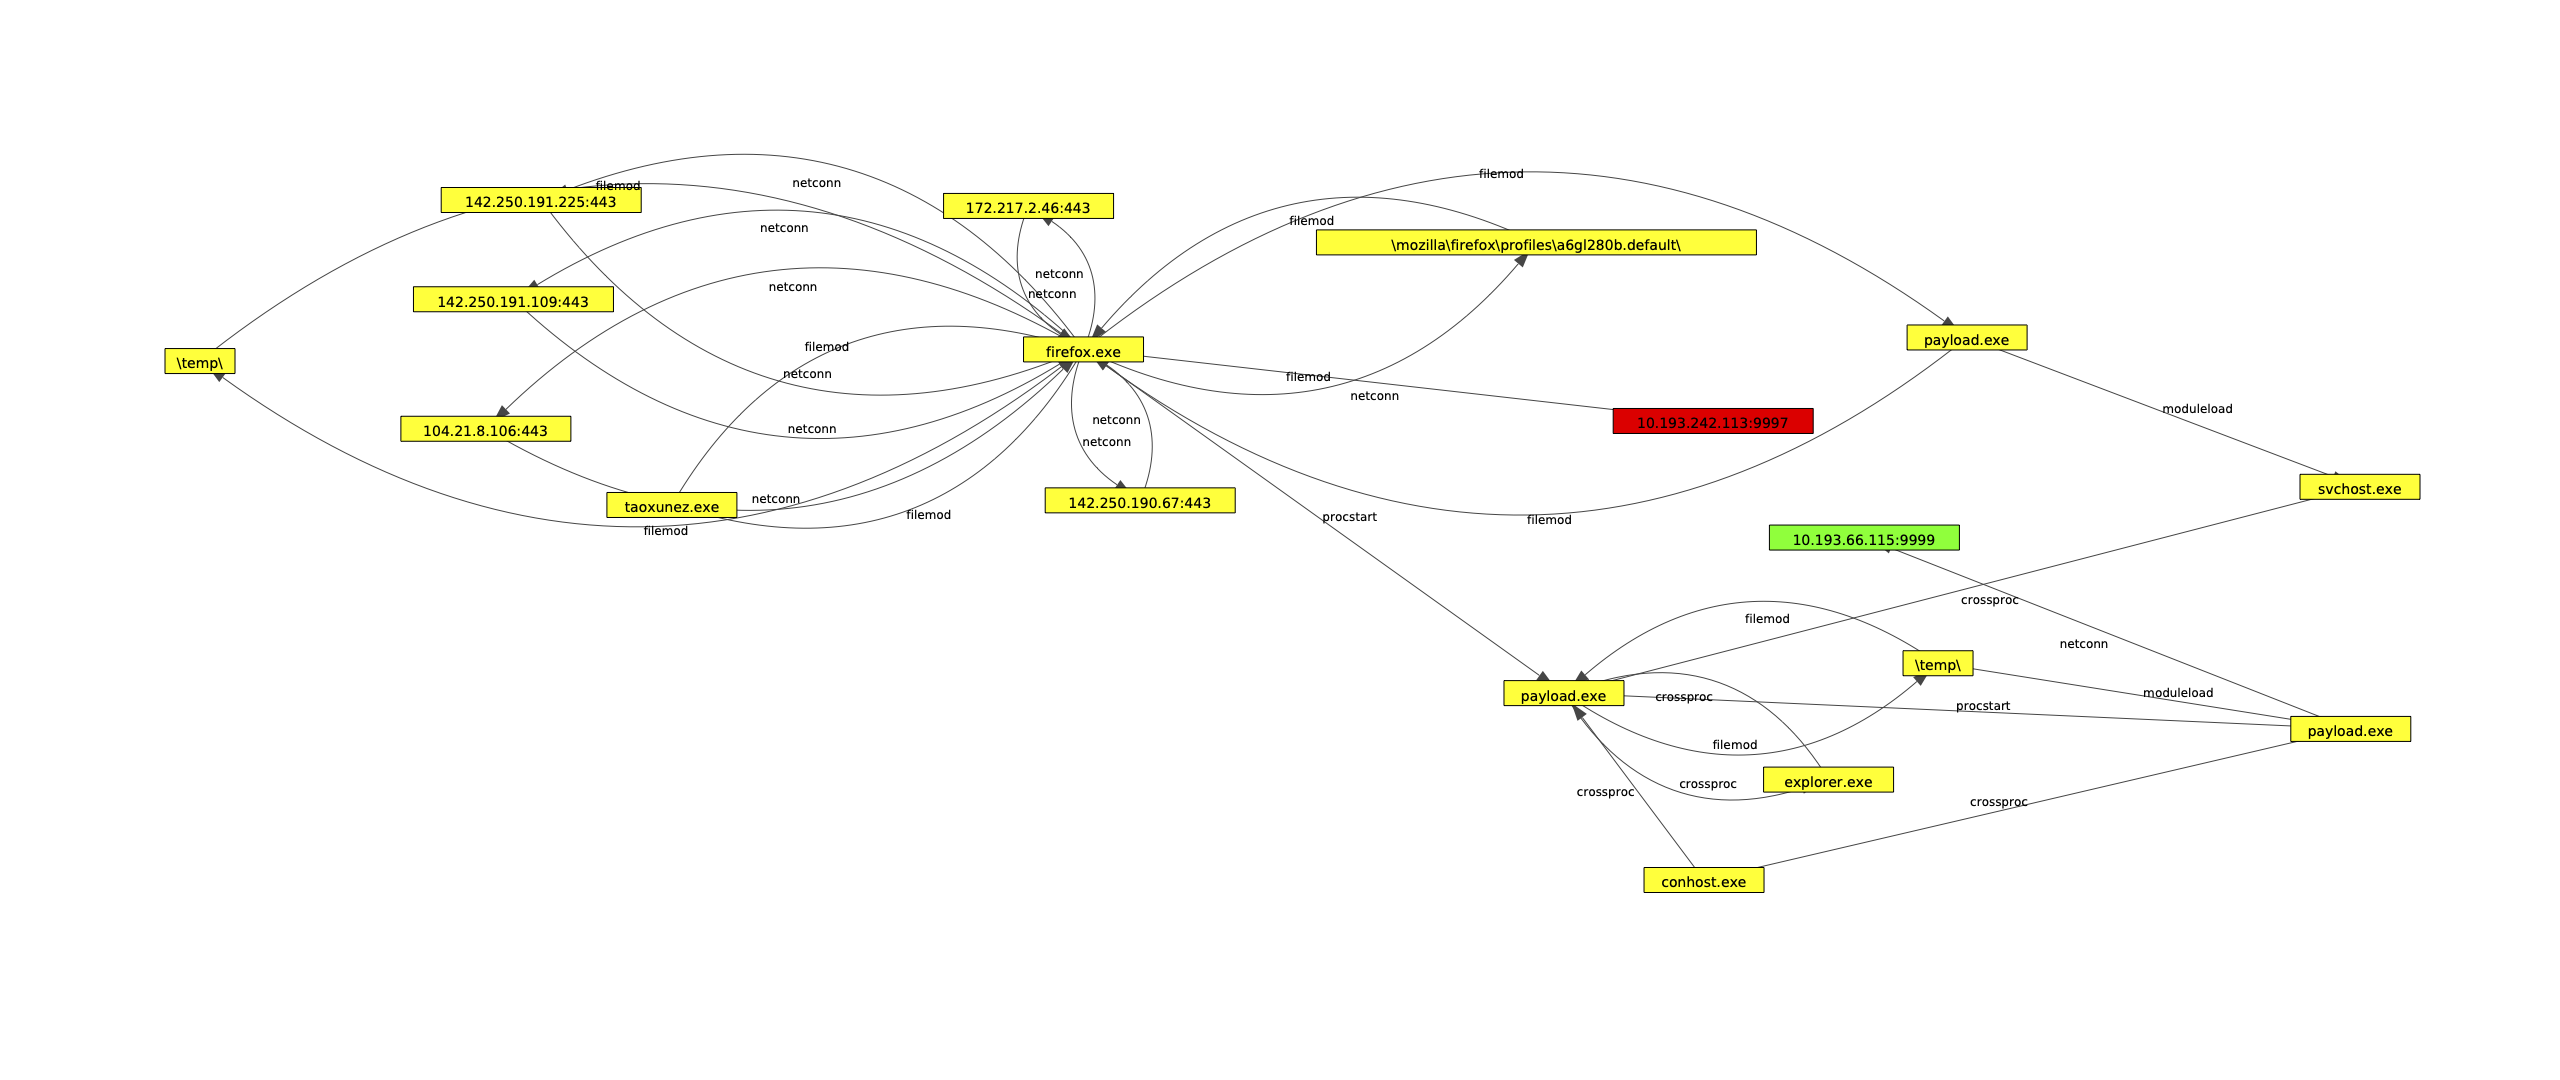 filemod
netconn
142.250.191.225:443
172.217.2.46:443
filemod
netconn
filemod
\mozilla\firefox\profiles\a6gl280b.default\
netconn
netconn
netconn
142.250.191.109:443
payload.exe
filemod
firefox.exe
\temp\
netconn
filemod
netconn
moduleload
netconn
10.193.242.113:9997
104.21.8.106:443
netconn
netconn
svchost.exe
netconn
taoxunez.exe
142.250.190.67:443
filemod
procstart
filemod
filemod
10.193.66.115:9999
crossproc
filemod
netconn
\temp\
payload.exe
crossproc
moduleload
procstart
payload.exe
filemod
explorer.exe
crossproc
crossproc
crossproc
conhost.exe